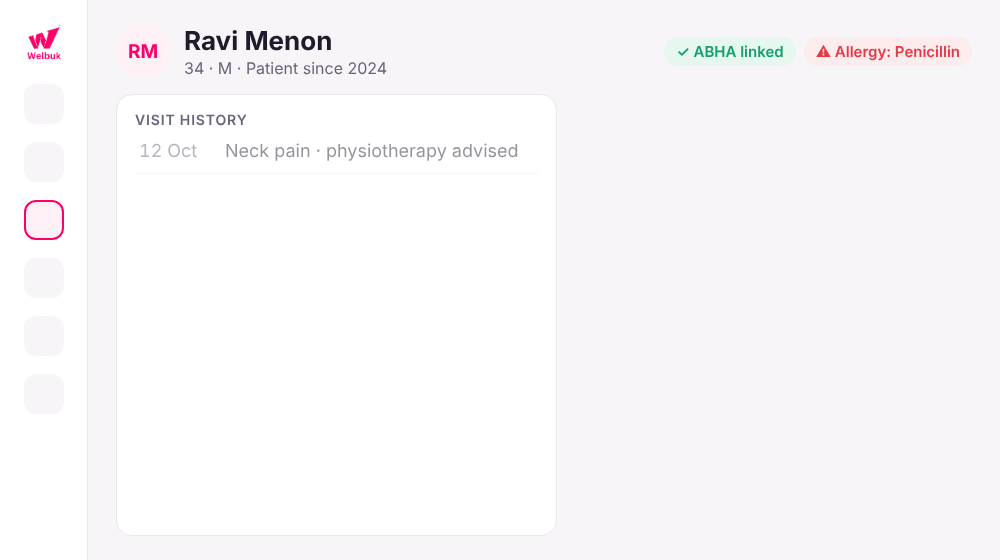 Welbuk
RM
Ravi Menon
34 · M · Patient since 2024
✓ ABHA linked
⚠ Allergy: Penicillin
VISIT HISTORY
12 Oct Neck pain · physiotherapy advised